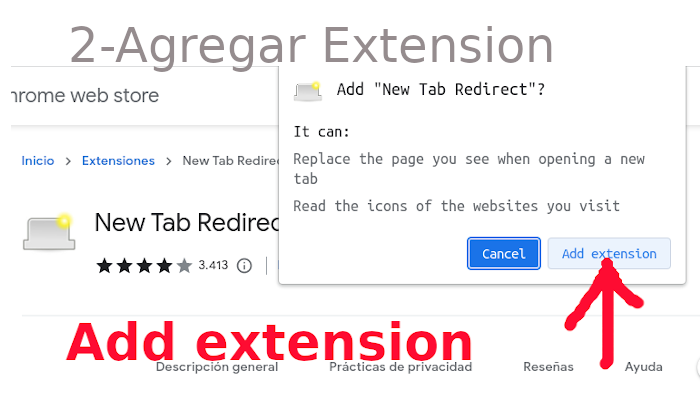 2-Agregar Extension
hrome web store
Add "New Tab Redirect"?
It can:
Replace the page you see when opening a new
tab
Read the icons of the websites you visit
Cancel
Add extension
Inicio > Extensiones > New Tab Redirec
New Tab Redirec
3.413
Add extension
Descripción general
Prácticas de privacidad
Reseñas
Ayuda